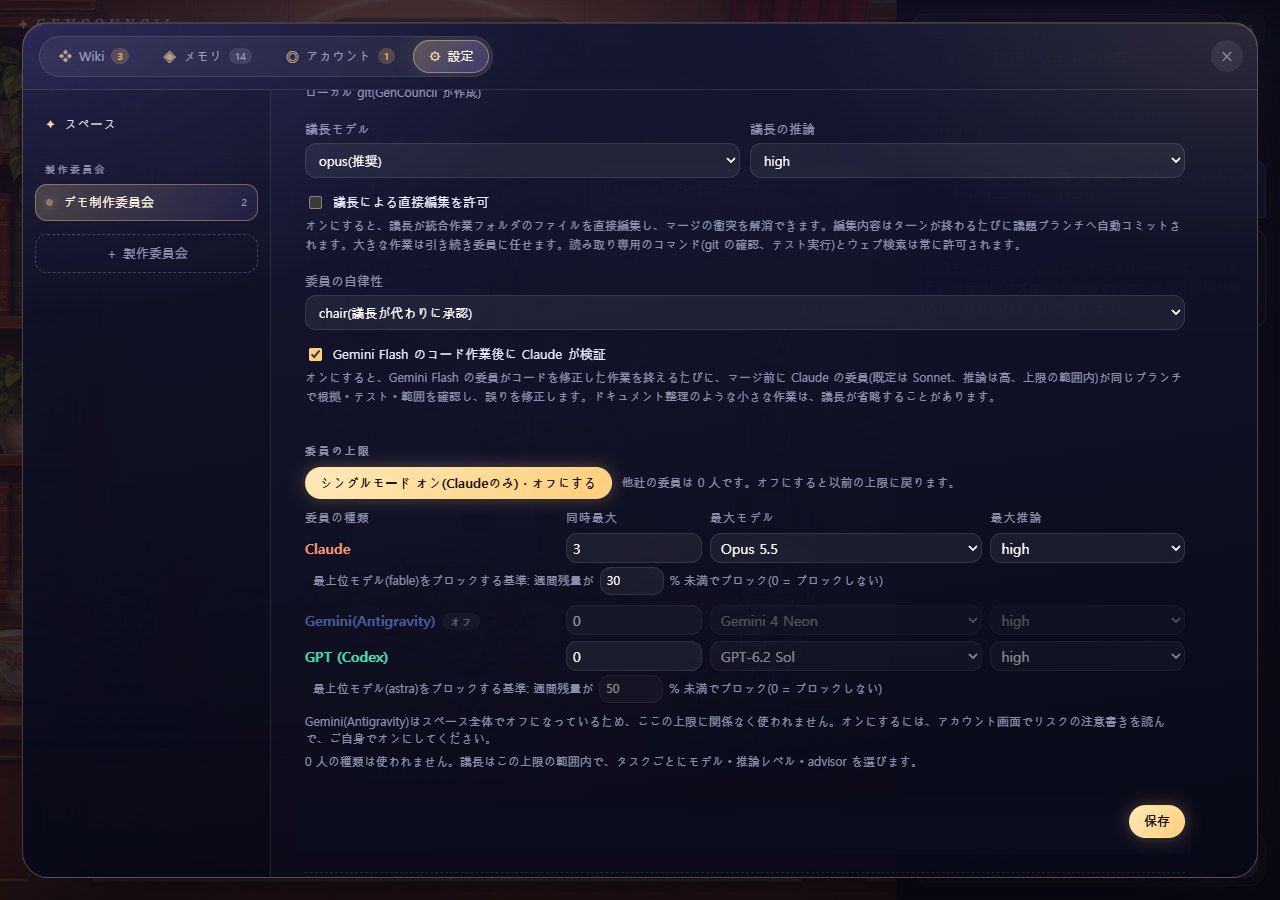 GENCOUNCIL
Wiki 3
メモリ 14
アカウント 1
設定
スペース
製作委員会
デモ制作委員会 2
+ 製作委員会
ローカル git(GenCouncil が作成)
議長モデル 議長の推論
opus(推奨) high
議長による直接編集を許可
オンにすると、議長が統合作業フォルダのファイルを直接編集し、マージの衝突を解消できます。編集内容はターンが終わるたびに議題ブランチへ自動コミットさ
れます。大きな作業は引き続き委員に任せます。読み取り専用のコマンド(git の確認、テスト実行)とウェブ検索は常に許可されます。
委員の自律性
chair(議長が代わりに承認)
Gemini Flash のコード作業後に Claude が検証
オンにすると、Gemini Flash の委員がコードを修正した作業を終えるたびに、マージ前に Claude の委員(既定は Sonnet、推論は高、上限の範囲内)が同じブランチ
で根拠・テスト・範囲を確認し、誤りを修正します。ドキュメント整理のような小さな作業は、議長が省略することがあります。
委員の上限
シングルモード オン(Claudeのみ)・オフにする 他社の委員は 0 人です。オフにすると以前の上限に戻ります。
委員の種類 同時最大 最大モデル 最大推論
Claude 3 Opus 5.5 high
最上位モデル(fable)をブロックする基準: 週間残量が 30 % 未満でブロック(0 = ブロックしない)
Gemini(Antigravity) オフ 0 Gemini 4 Neon high
GPT (Codex) 0 GPT-6.2 Sol high
最上位モデル(astra)をブロックする基準: 週間残量が 50 % 未満でブロック(0 = ブロックしない)
Gemini(Antigravity)はスペース全体でオフになっているため、ここの上限に関係なく使われません。オンにするには、アカウント画面でリスクの注意書きを読ん
で、ご自身でオンにしてください。
0 人の種類は使われません。議長はこの上限の範囲内で、タスクごとにモデル・推論レベル・advisor を選びます。
保存